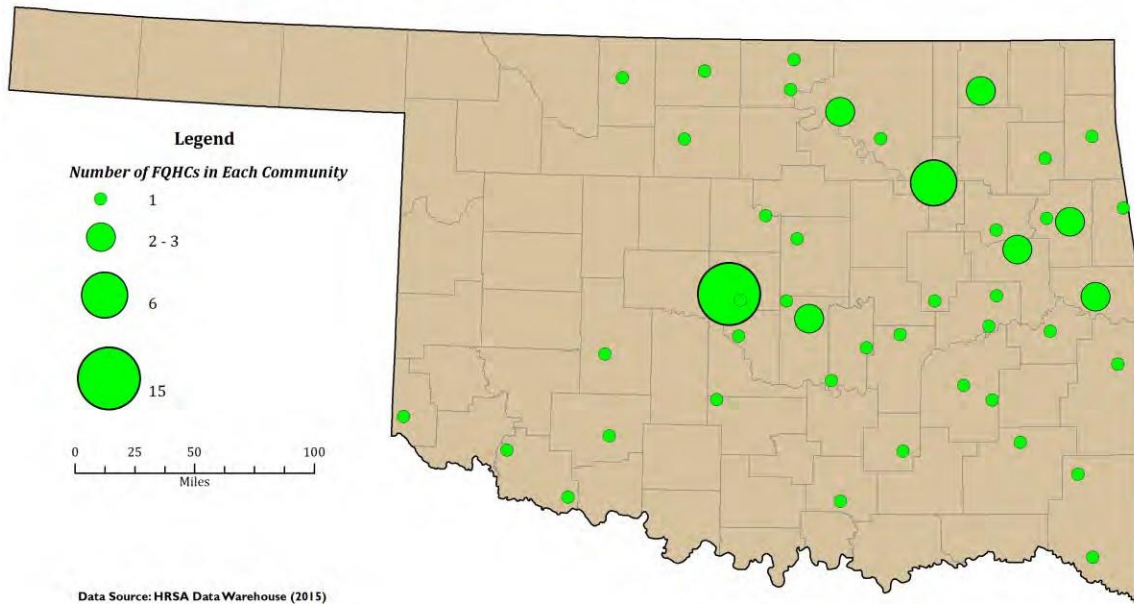 Legend
Number of FQHCs in Each Community
1
2 - 3
6
15
0 25 50 100
Miles
Data Source: HRSA Data Warehouse (2015)